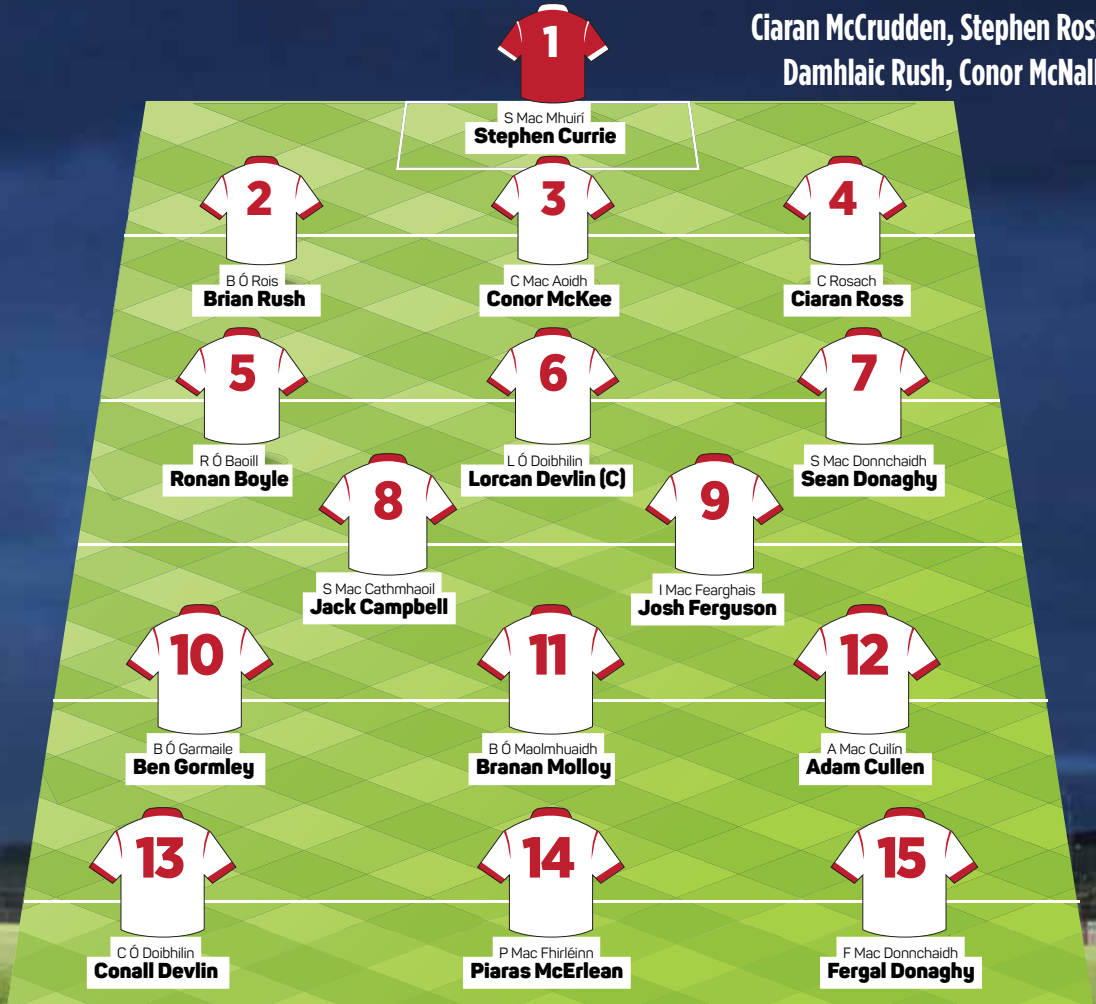 Ciaran McCrudden, Stephen Ross
Damhlaic Rush, Conor McNall
1
S Mac Mhuirí
Stephen Currie
2
3
4
B Ó Rois
Brian Rush
C Mac Aoidh
Conor McKee
C Rosach
Ciaran Ross
5
6
7
R Ó Baoill
Ronan Boyle
L Ó Doibhilin
Lorcan Devlin (C)
S Mac Donnchaidh
Sean Donaghy
8
9
S Mac Cathmhaoil
Jack Campbell
I Mac Fearghais
Josh Ferguson
10
11
12
B Ó Garmaile
Ben Gormley
B Ó Maolmhuaidh
Branan Molloy
A Mac Cuilín
Adam Cullen
13
14
15
C Ó Doibhilin
Conall Devlin
P Mac Fhirléinn
Piaras McErlean
F Mac Donnchaidh
Fergal Donaghy